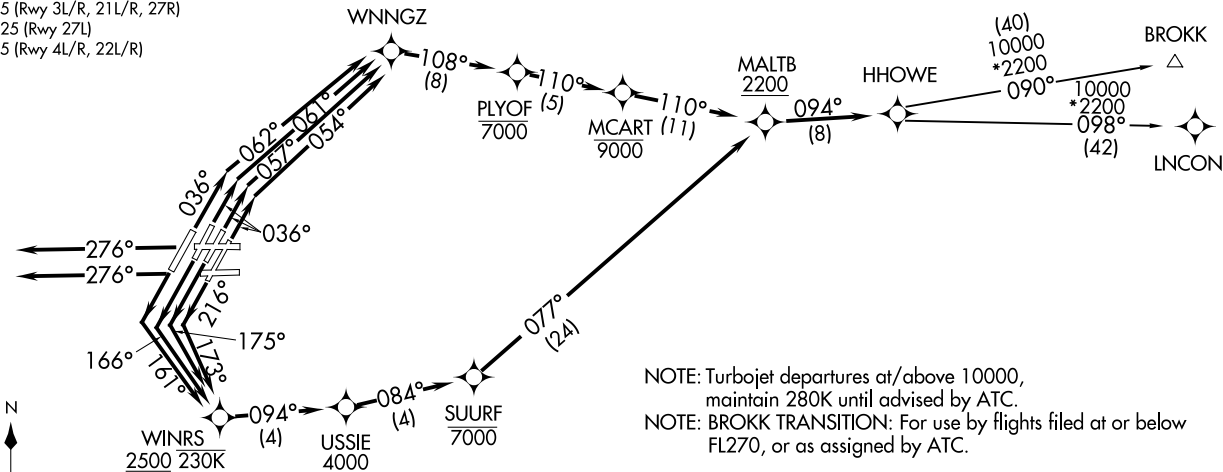 5 (Rwy 3L/R, 21L/R, 27R)
25 (Rwy 27L)
5 (Rwy 4L/R, 22L/R)
WNNGZ
108°
(8)
PLYOF
7000
110°
(5)
MCART
9000
110°
(11)
MALTB
2200
094°
(8)
HHOWE
(40)
10000
*2200
090°
BROKK
10000
*2200
098°
(42)
LNCON
062°
061°
057°
054°
036°
036°
276°
276°
216°
175°
166°
161°
173°
WINRS
2500 230K
094°
(4)
USSIE
4000
084°
(4)
SUURF
7000
077°
(24)
NOTE: Turbojet departures at/above 10000,
maintain 280K until advised by ATC.
NOTE: BROKK TRANSITION: For use by flights filed at or below
FL270, or as assigned by ATC.
N